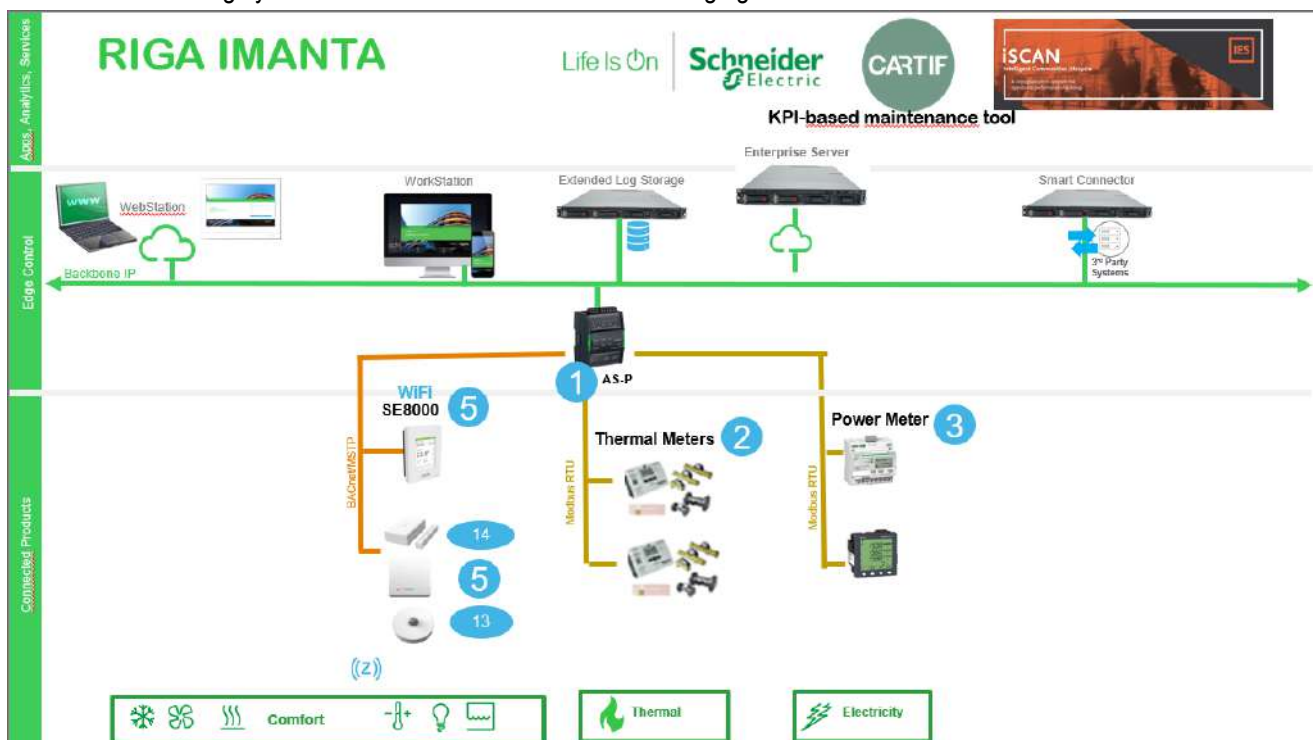 RIGA IMANTA
Life Is On
Schneider
Electric
CARTIF
iSCAN
IES
KPI-based maintenance tool
Apps, Analytics, Services
Enterprise Server
WebStation
www
WorkStation
Extended Log Storage
Smart Connector
3rd Party
Systems
Backbone IP
Edge Control
1
AS-P
WiFi
SE8000
5
Thermal Meters
2
Power Meter
3
BACnet/MSTP
Modbus RTU
Modbus RTU
14
5
13
Connected Products
((z))
Comfort
Thermal
Electricity